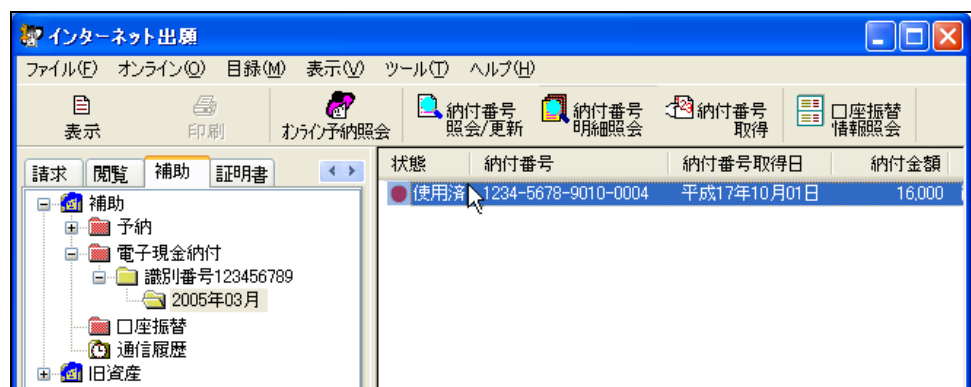 インターネット出願
ファイル(F) オンライン(O) 目録(M) 表示(V) ツール(T) ヘルプ(H)
表示 印刷 オンライン予納照会 納付番号照会/更新 納付番号明細照会 納付番号取得 口座振替情報照会
請求 閲覧 補助 証明書
状態 納付番号 納付番号取得日 納付金額
使用済 1234-5678-9010-0004 平成17年10月01日 16,000
補助
予納
電子現金納付
識別番号123456789
2005年03月
口座振替
通信履歴
旧資産